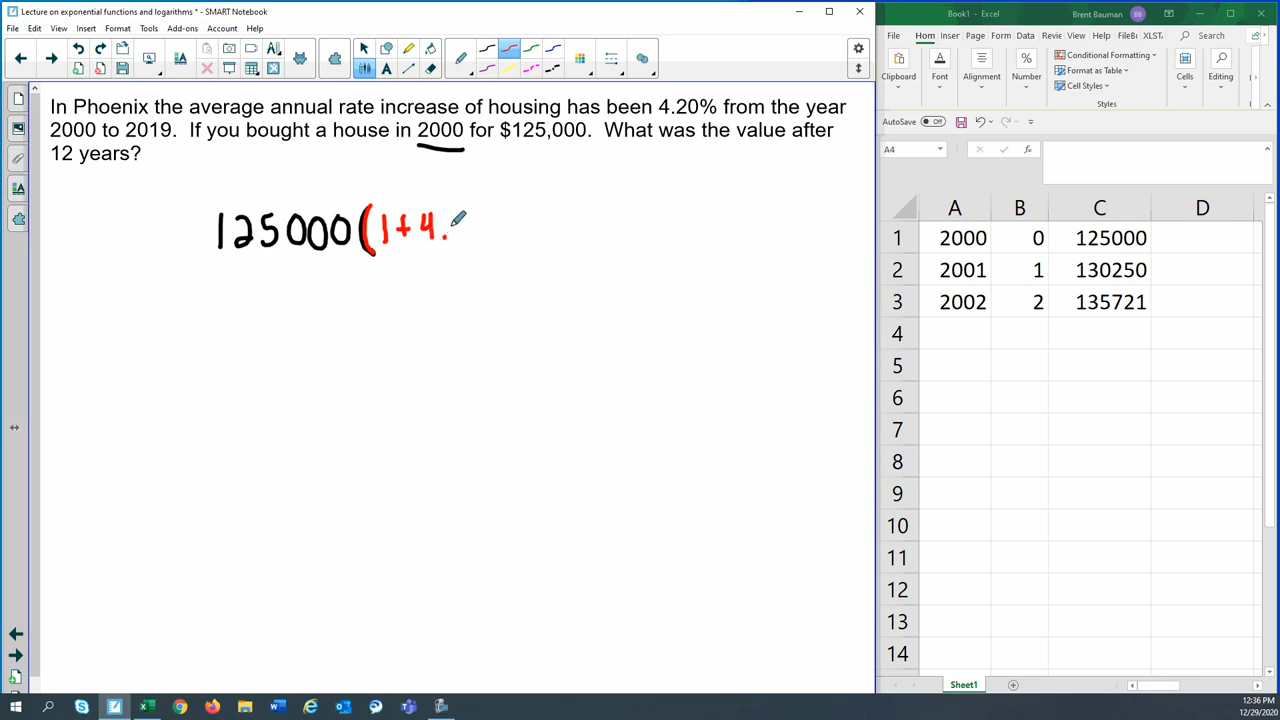 Lecture on exponential functions and logarithms * - SMART Notebook
File Edit View Insert Format Tools Add-ons Account Help
In Phoenix the average annual rate increase of housing has been 4.20% from the year
2000 to 2019. If you bought a house in 2000 for $125,000. What was the value after
12 years?
125000(1+4.
Book1 - Excel
Brent Bauman BB
File Hom Inser Page Form Data Revie View Help XLST Search
Clipboard
Font
Alignment
Number
Conditional Formatting
Format as Table
Cell Styles
Styles
Cells
Editing
AutoSave Off
A4 fx
A B C D
1 2000 0 125000
2 2001 1 130250
3 2002 2 135721
4
5
6
7
8
9
10
11
12
13
14
Sheet1
12:36 PM
12/29/2020